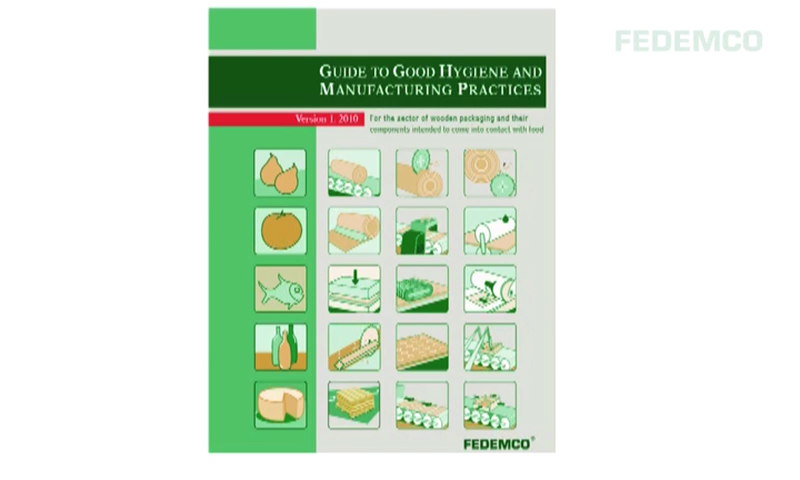 FEDEMCO
GUIDE TO GOOD HYGIENE AND
MANUFACTURING PRACTICES
Version 1. 2010
For the sector of wooden packaging and their
components intended to come into contact with food
FEDEMCO®